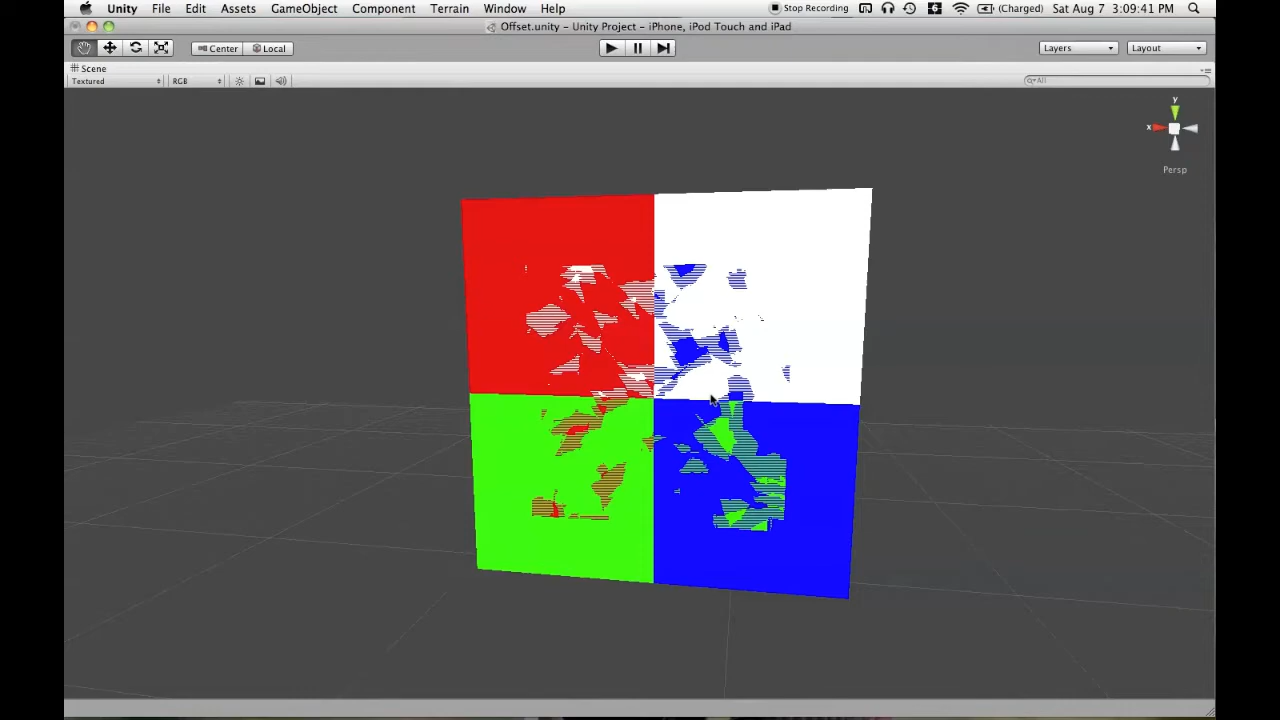 Unity File Edit Assets GameObject Component Terrain Window Help Stop Recording (Charged) Sat Aug 7 3:09:41 PM
Offset.unity - Unity Project - iPhone, iPod Touch and iPad
Center Local Layers Layout
Scene
Textured RGB All
y
x
Persp